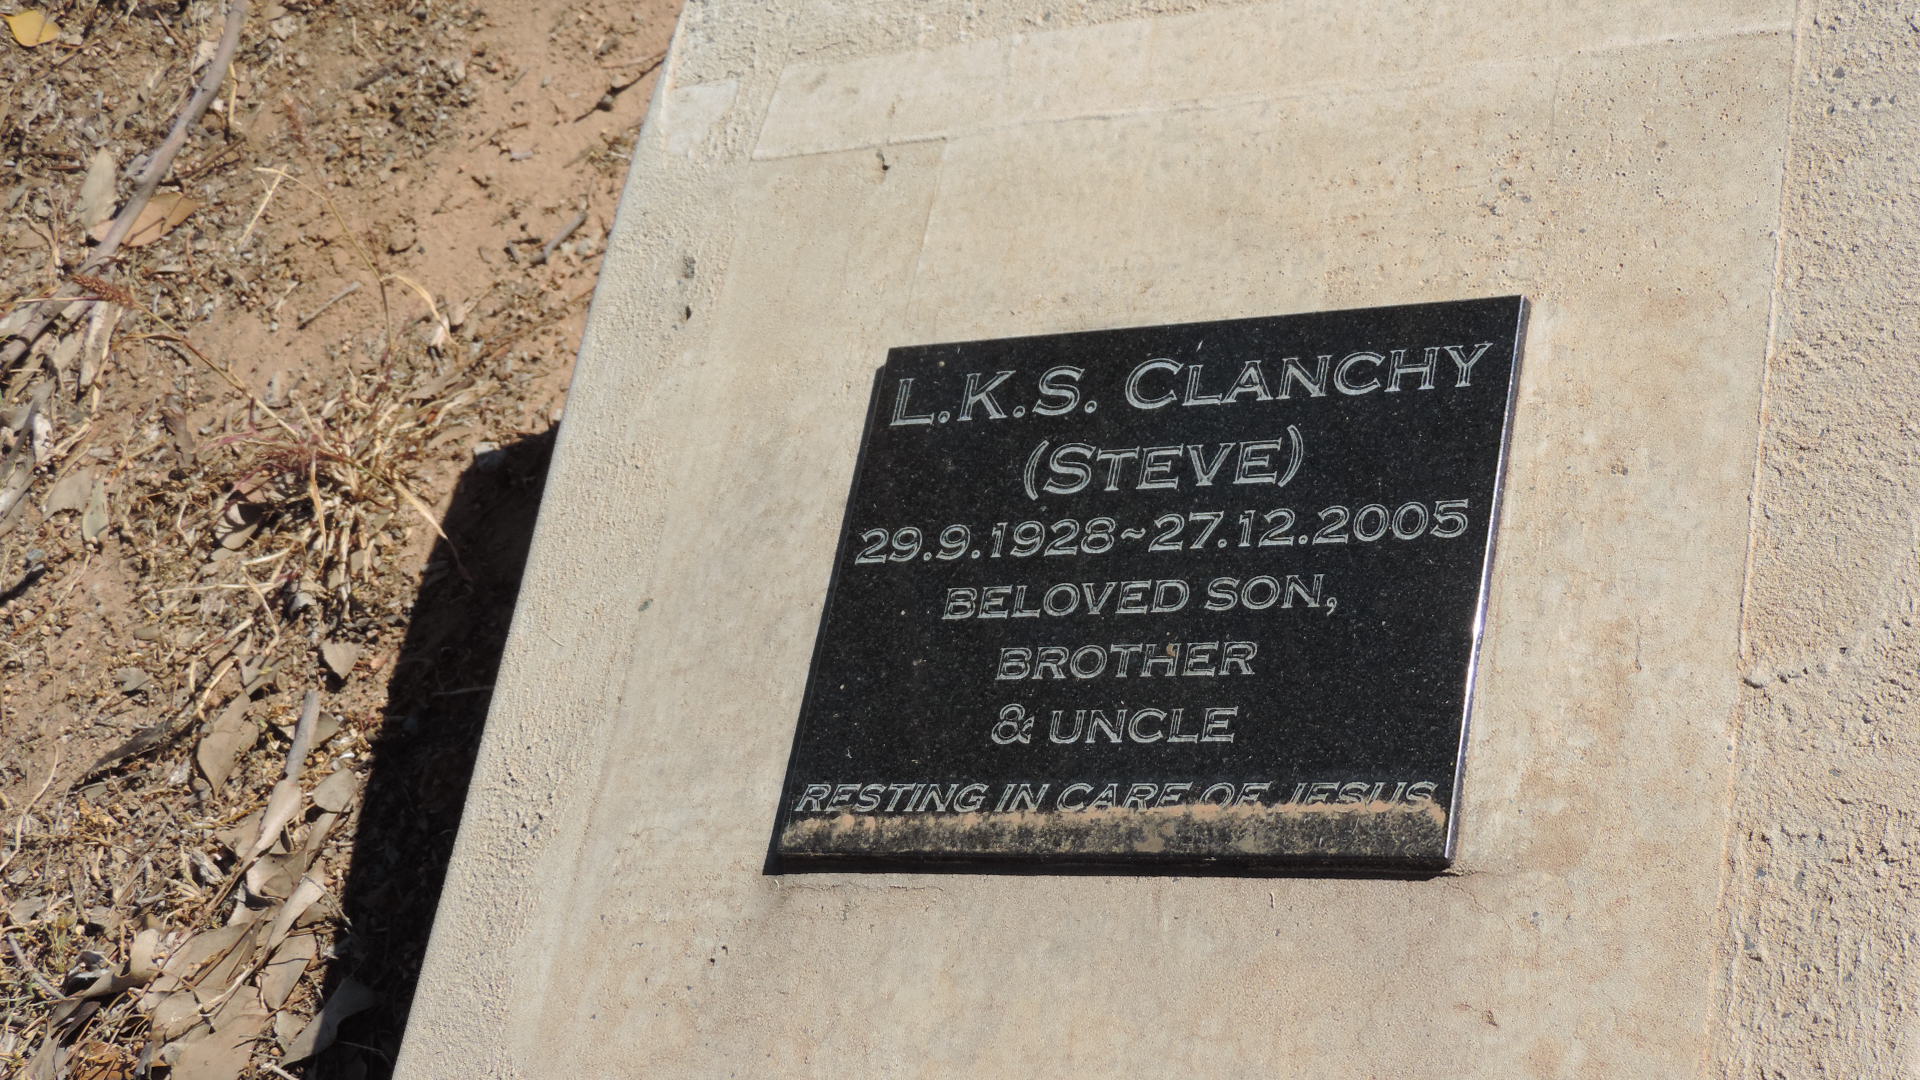 L.K.S. CLANCHY
(STEVE)
29.9.1928~27.12.2005
BELOVED SON,
BROTHER
& UNCLE
RESTING IN CARE OF JESUS